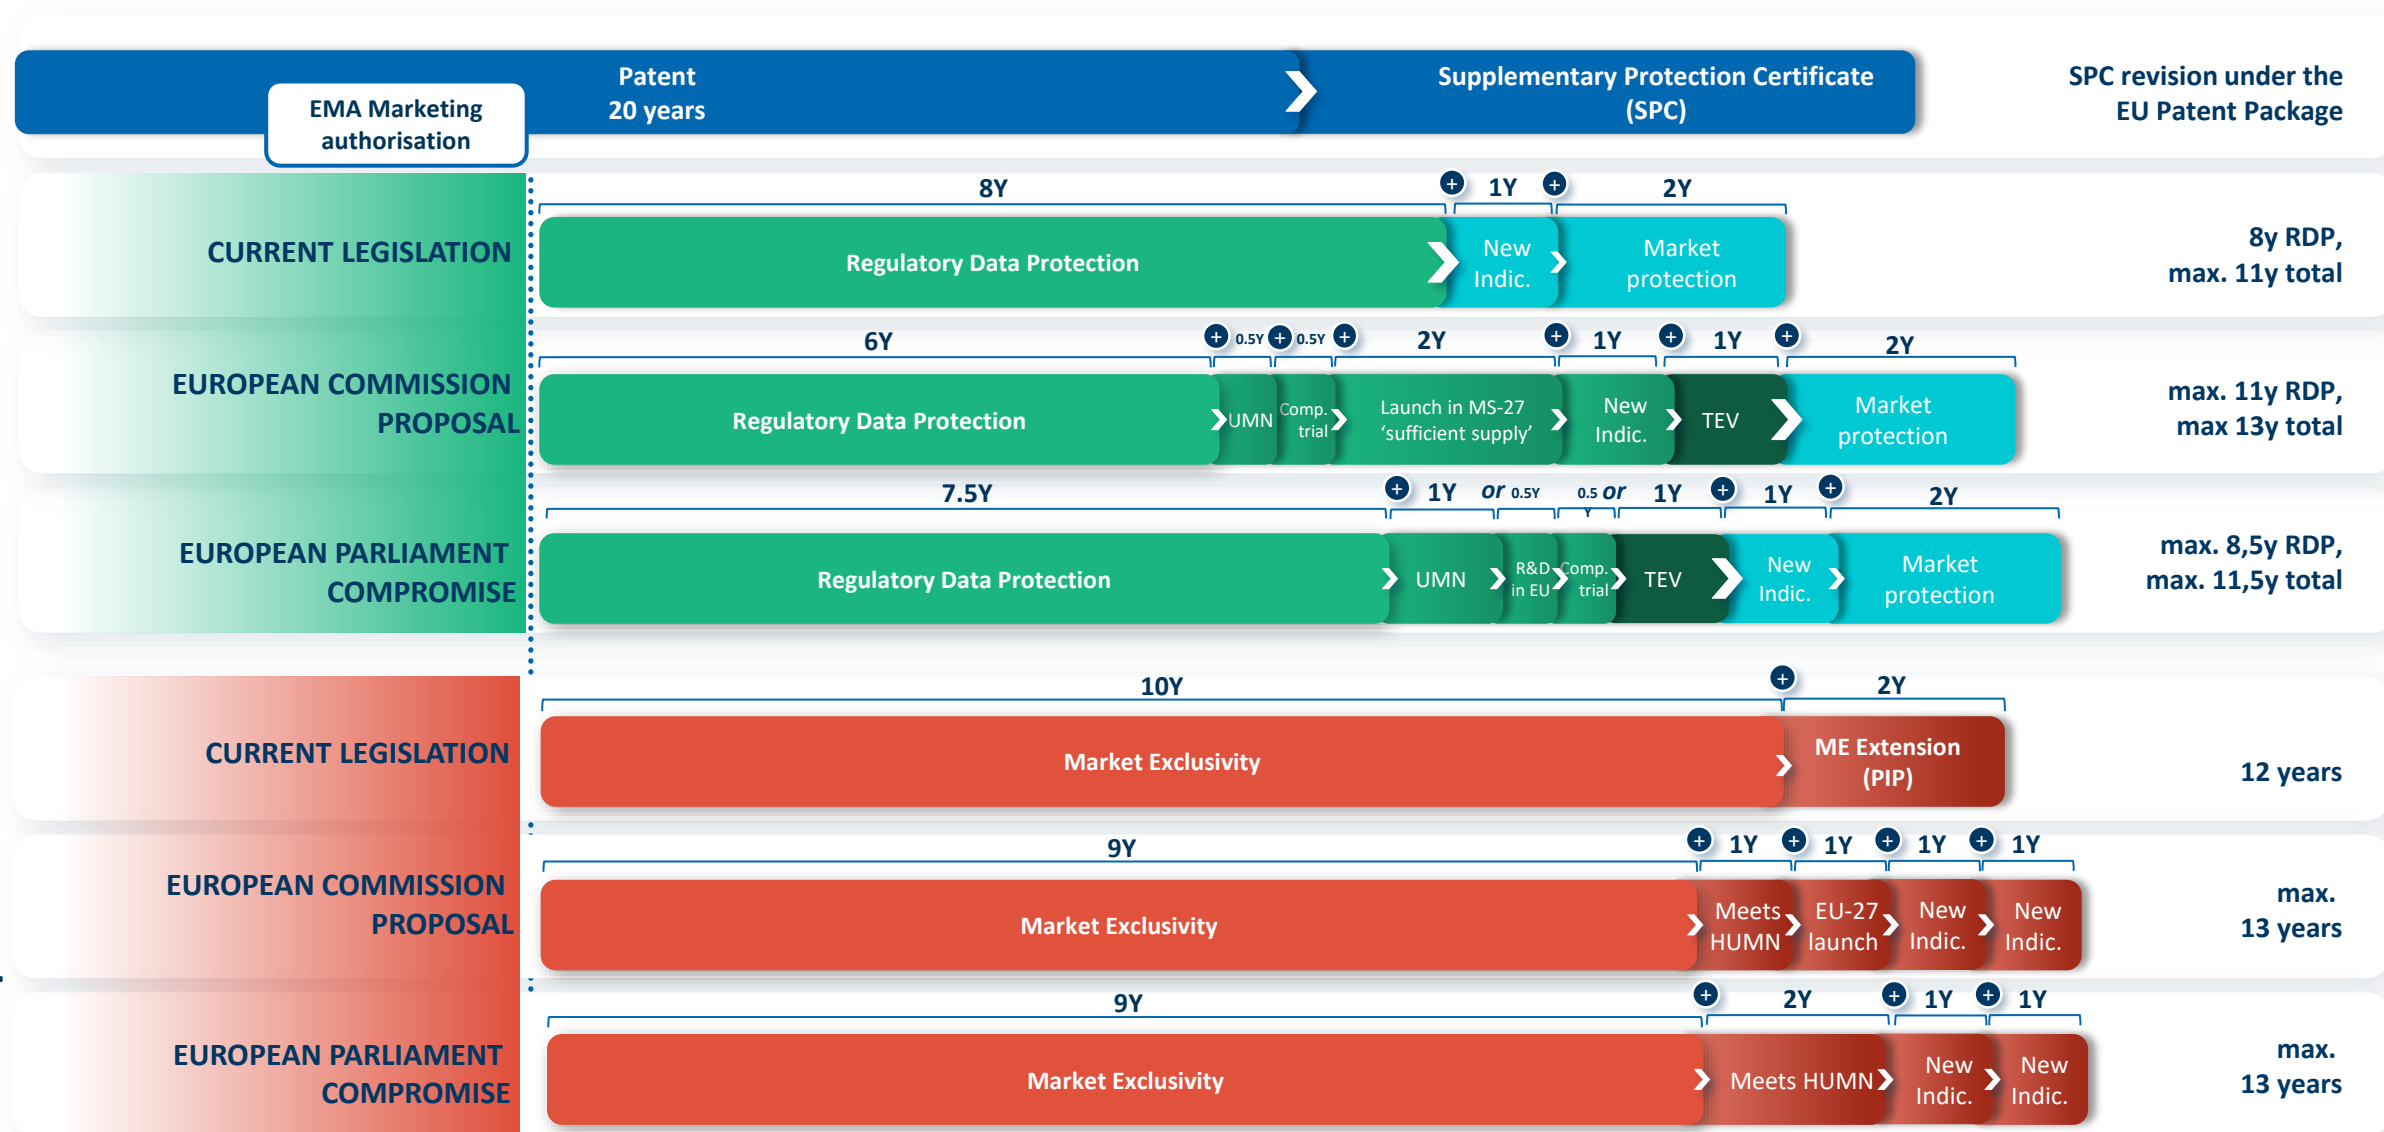 Patent
20 years
Supplementary Protection Certificate
(SPC)
SPC revision under the
EU Patent Package
EMA Marketing
authorisation
8Y
+
1Y
+
2Y
CURRENT LEGISLATION
Regulatory Data Protection
New
Indic.
Market
protection
8y RDP,
max. 11y total
6Y
+
0.5Y
+
0.5Y
+
2Y
+
1Y
+
1Y
+
2Y
EUROPEAN COMMISSION
PROPOSAL
Regulatory Data Protection
UMN
Comp.
trial
Launch in MS-27
‘sufficient supply’
New
Indic.
TEV
Market
protection
max. 11y RDP,
max 13y total
7.5Y
+
1Y
or
0.5Y
0.5
Y
or
1Y
+
1Y
+
2Y
EUROPEAN PARLIAMENT
COMPROMISE
Regulatory Data Protection
UMN
R&D
in EU
Comp.
trial
TEV
New
Indic.
Market
protection
max. 8,5y RDP,
max. 11,5y total
10Y
+
2Y
CURRENT LEGISLATION
Market Exclusivity
ME Extension
(PIP)
12 years
9Y
+
1Y
+
1Y
+
1Y
+
1Y
EUROPEAN COMMISSION
PROPOSAL
Market Exclusivity
Meets
HUMN
EU-27
launch
New
Indic.
New
Indic.
max.
13 years
9Y
+
2Y
+
1Y
+
1Y
EUROPEAN PARLIAMENT
COMPROMISE
Market Exclusivity
Meets HUMN
New
Indic.
New
Indic.
max.
13 years